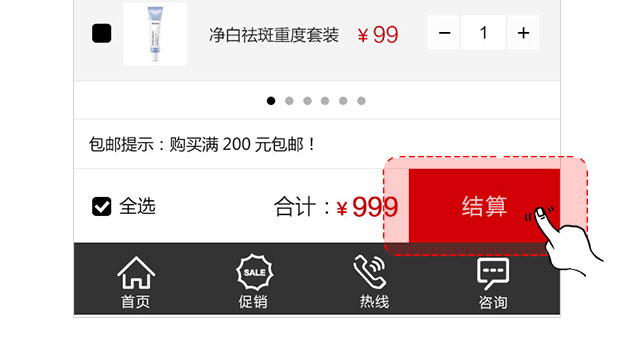 净白祛斑重度套装 ¥99 － 1 ＋
包邮提示：购买满 200 元包邮！
全选 合计：¥999 结算
SALE
首页 促销 热线 咨询